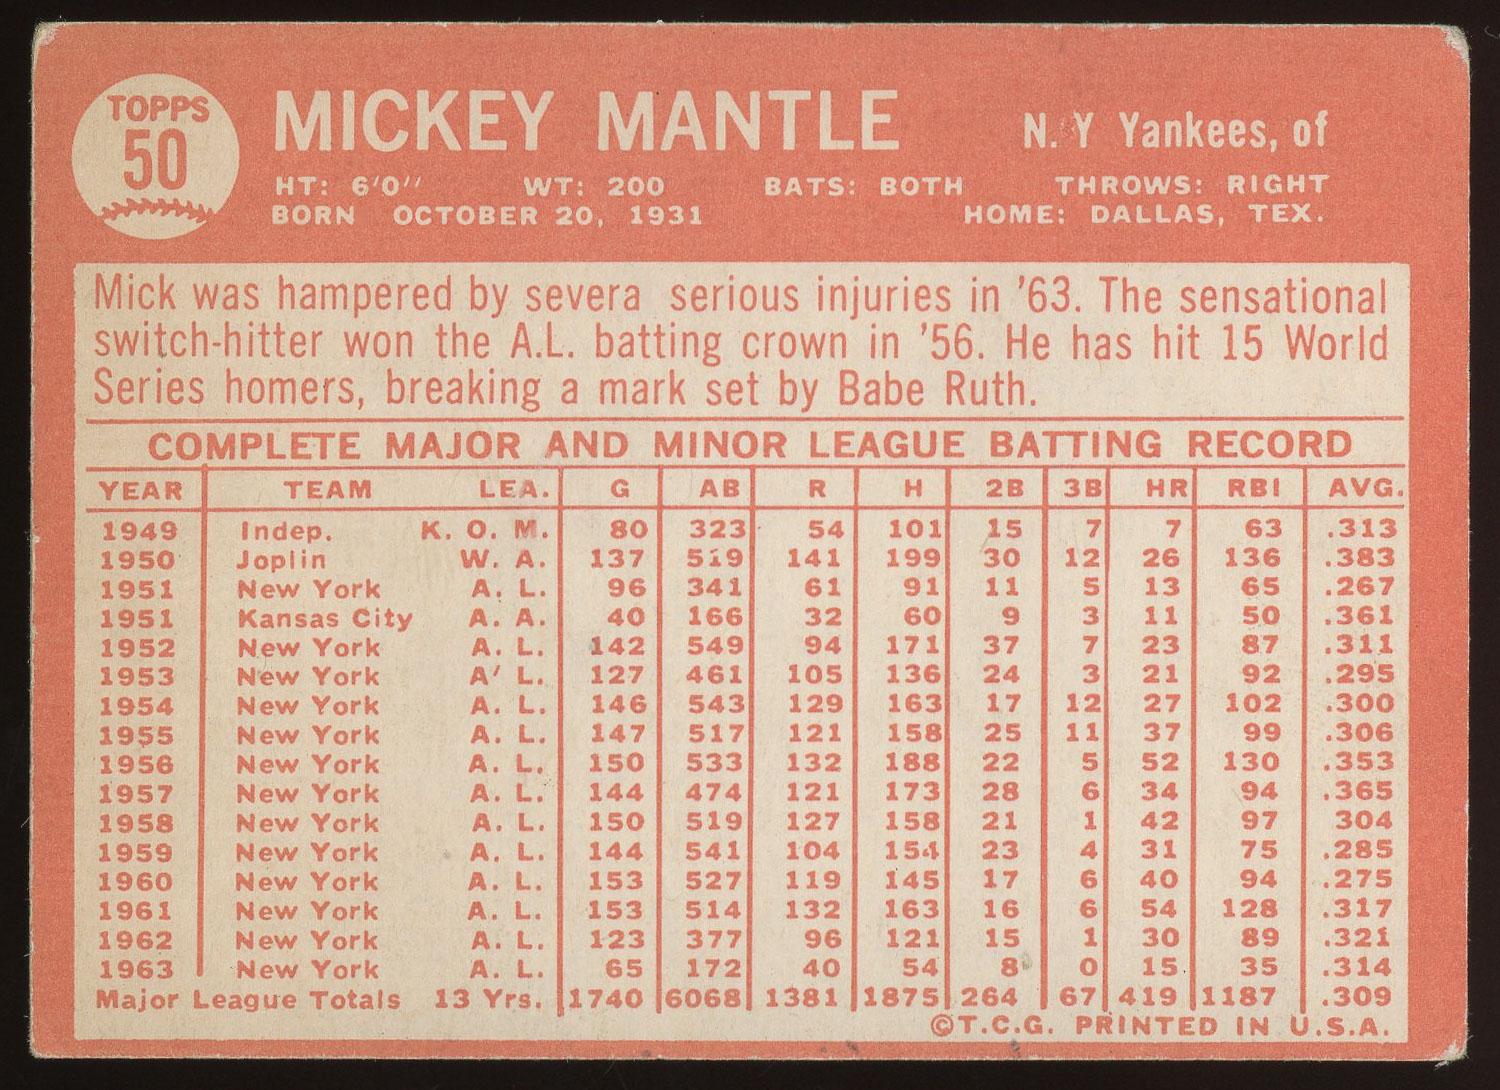 TOPPS
50
MICKEY MANTLE
N. Y Yankees, of
HT: 6'0" WT: 200 BATS: BOTH THROWS: RIGHT
BORN OCTOBER 20, 1931 HOME: DALLAS, TEX.
Mick was hampered by severa serious injuries in '63. The sensational
switch-hitter won the A.L. batting crown in '56. He has hit 15 World
Series homers, breaking a mark set by Babe Ruth.
COMPLETE MAJOR AND MINOR LEAGUE BATTING RECORD
YEAR TEAM LEA. G AB R H 2B 3B HR RBI AVG.
1949 Indep. K. O. M. 80 323 54 101 15 7 7 63 .313
1950 Joplin W. A. 137 519 141 199 30 12 26 136 .383
1951 New York A. L. 96 341 61 91 11 5 13 65 .267
1951 Kansas City A. A. 40 166 32 60 9 3 11 50 .361
1952 New York A. L. 142 549 94 171 37 7 23 87 .311
1953 New York A' L. 127 461 105 136 24 3 21 92 .295
1954 New York A. L. 146 543 129 163 17 12 27 102 .300
1955 New York A. L. 147 517 121 158 25 11 37 99 .306
1956 New York A. L. 150 533 132 188 22 5 52 130 .353
1957 New York A. L. 144 474 121 173 28 6 34 94 .365
1958 New York A. L. 150 519 127 158 21 1 42 97 304
1959 New York A. L. 144 541 104 154 23 4 31 75 .285
1960 New York A. L. 153 527 119 145 17 6 40 94 .275
1961 New York A. L. 153 514 132 163 16 6 54 128 .317
1962 New York A. L. 123 377 96 121 15 1 30 89 .321
1963 New York A. L. 65 172 40 54 8 0 15 35 .314
Major League Totals 13 Yrs. 1740 6068 1381 1875 264 67 419 1187 .309
©T.C.G. PRINTED IN U.S.A.